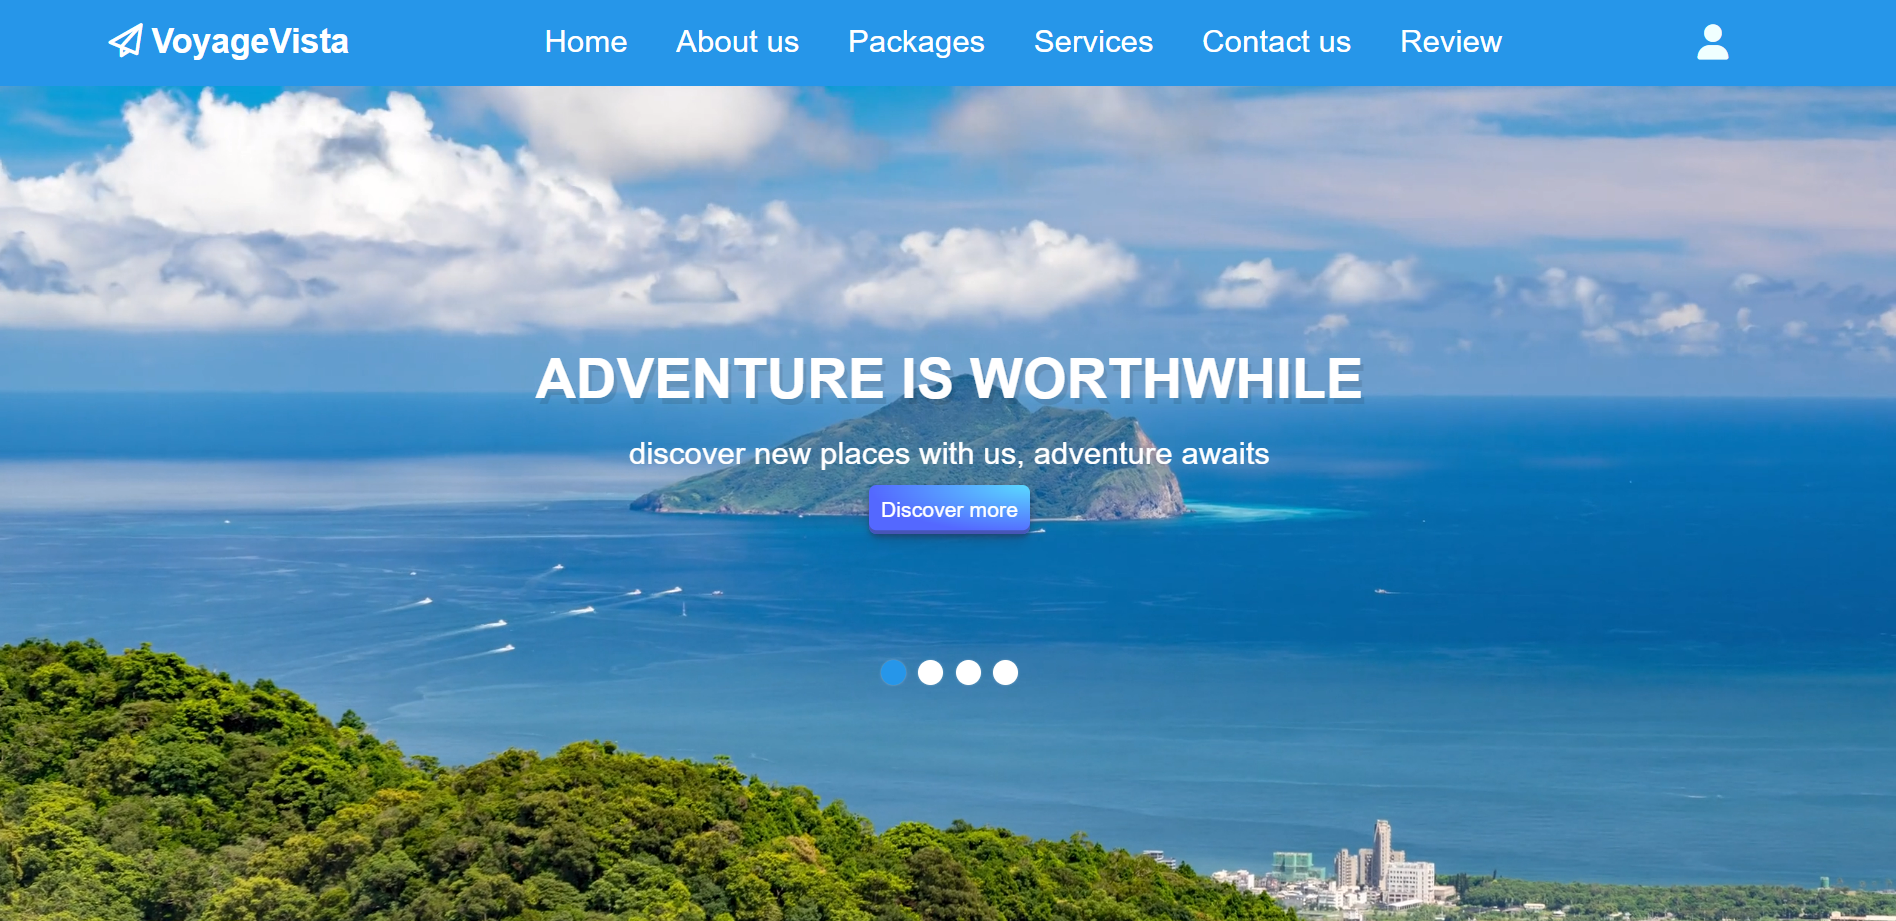 VoyageVista Home About us Packages Services Contact us Review
ADVENTURE IS WORTHWHILE
discover new places with us, adventure awaits
Discover more